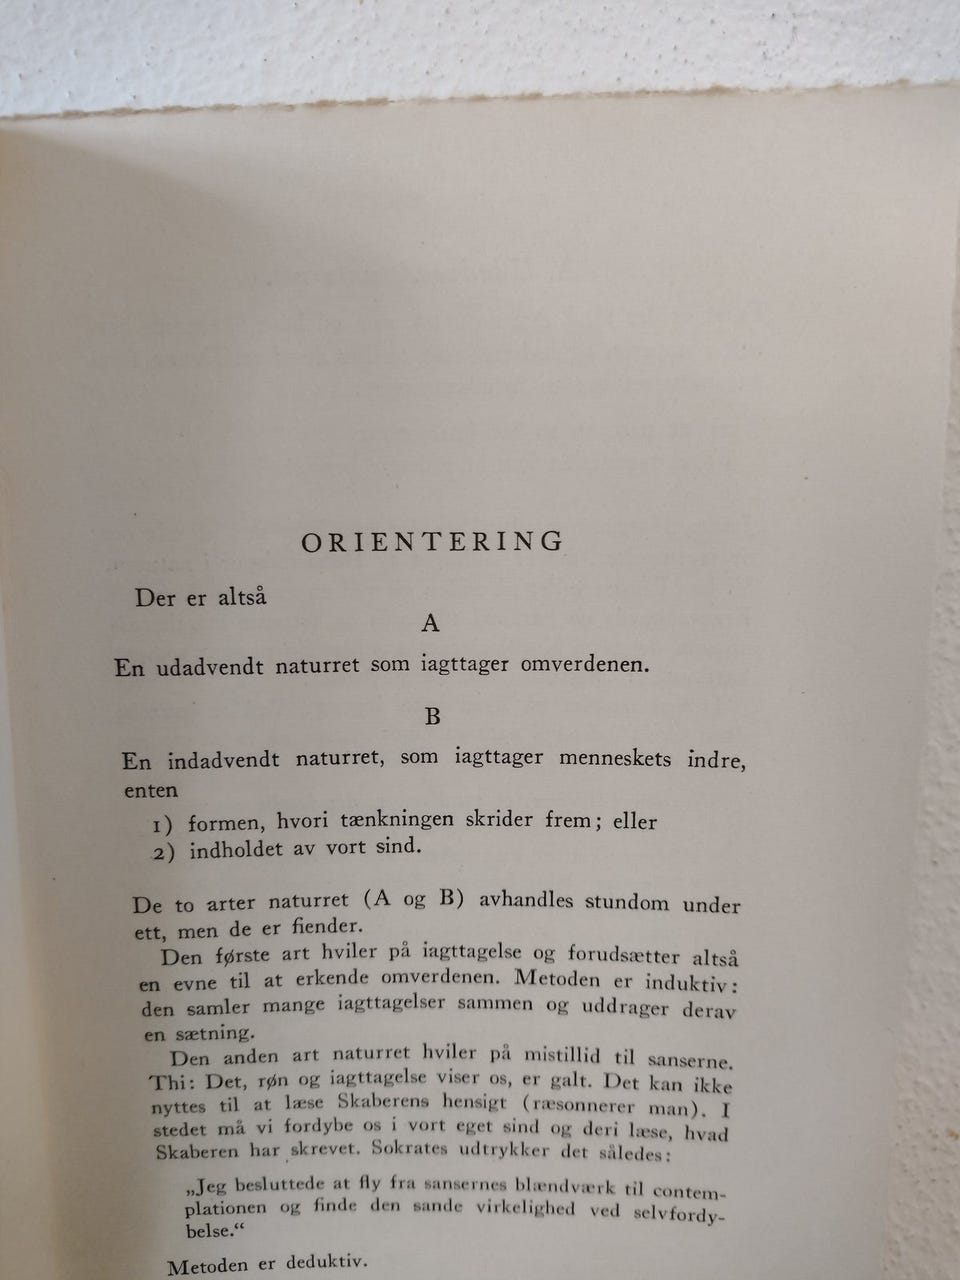 ORIENTERING
Der er altså
A
En udadvendt naturret som iagttager omverdenen.
B
En indadvendt naturret, som iagttager menneskets indre,
enten
1) formen, hvori tænkningen skrider frem; eller
2) indholdet av vort sind.
De to arter naturret (A og B) avhandles stundom under
ett, men de er fiender.
Den første art hviler på iagttagelse og forudsætter altså
en evne til at erkende omverdenen. Metoden er induktiv:
den samler mange iagttagelser sammen og uddrager derav
en sætning.
Den anden art naturret hviler på mistillid til sanserne.
Thi: Det, røn og iagttagelse viser os, er galt. Det kan ikke
nyttes til at læse Skaberens hensigt (ræsonnerer man). I
stedet må vi fordybe os i vort eget sind og deri læse, hvad
Skaberen har skrevet. Sokrates udtrykker det således:
„Jeg besluttede at fly fra sansernes blændværk til contem-
plationen og finde den sande virkelighed ved selvfordy-
belse.“
Metoden er deduktiv.